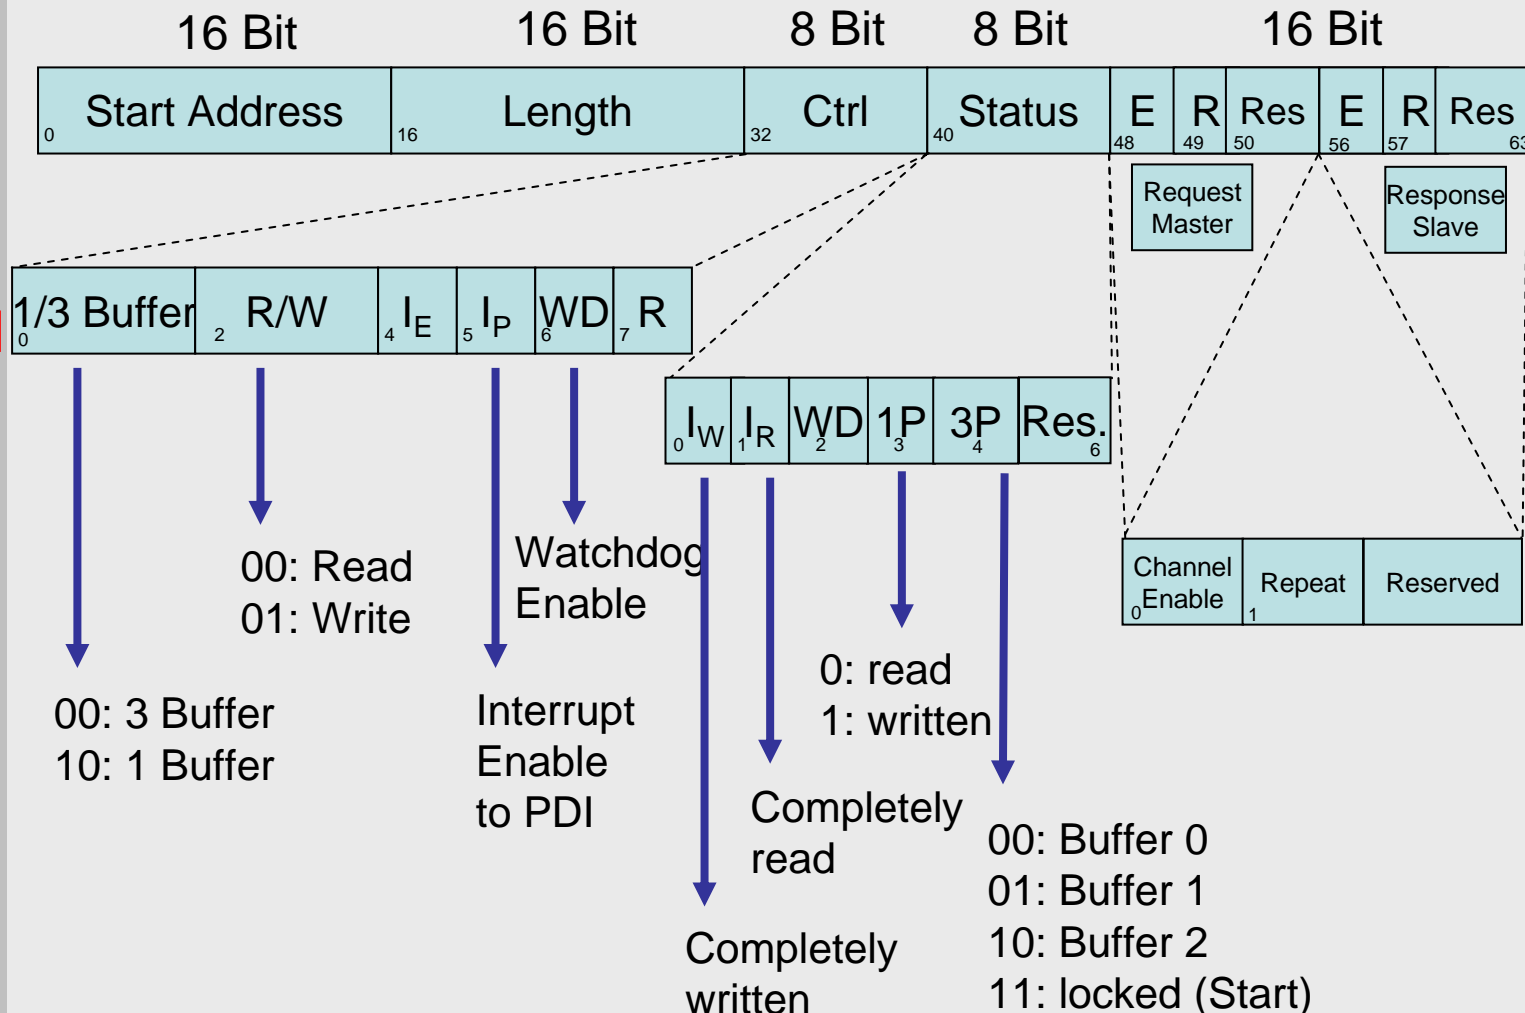 16 Bit 16 Bit 8 Bit 8 Bit 16 Bit
Start Address Length Ctrl Status E R Res E R Res
0 16 32 40 48 49 50 56 57 63
Request Master
Response Slave
1/3 Buffer R/W I_E I_P WD R
0 2 4 5 6 7
I_W I_R WD 1P 3P Res.
0 1 2 3 4 6
Channel Enable Repeat Reserved
0 1
00: Read
01: Write
Watchdog
Enable
00: 3 Buffer
10: 1 Buffer
Interrupt
Enable
to PDI
0: read
1: written
Completely
read
Completely
written
00: Buffer 0
01: Buffer 1
10: Buffer 2
11: locked (Start)